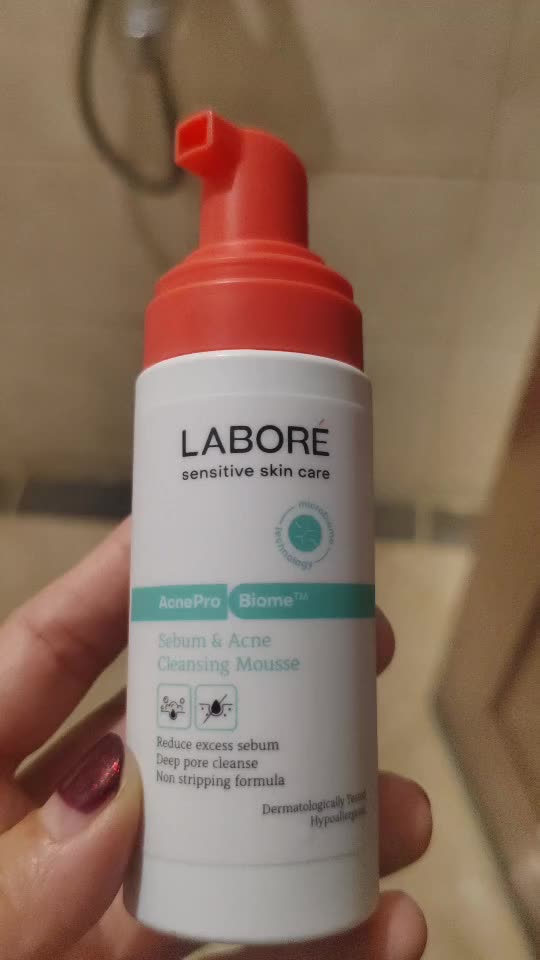 LABORÉ
sensitive skin care
microbiome
technology
AcnePro Biome™
Sebum & Acne
Cleansing Mousse
Reduce excess sebum
Deep pore cleanse
Non stripping formula
Dermatologically Tested
Hypoallergenic